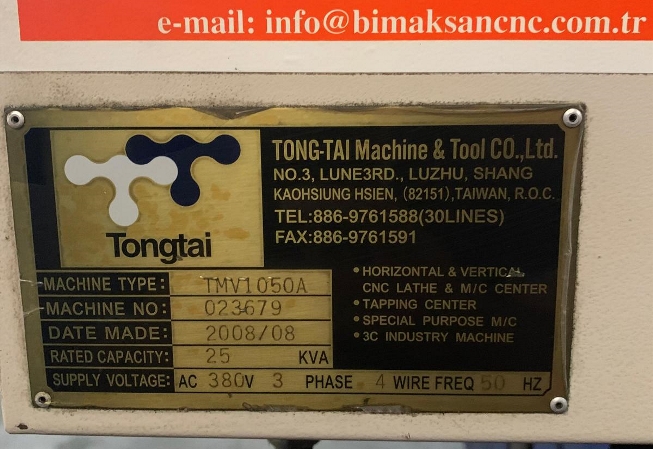 e-mail: info@bimaksancnc.com.tr
Tongtai
TONG-TAI Machine & Tool CO.,Ltd.
NO.3, LUNE3RD., LUZHU, SHANG
KAOHSIUNG HSIEN, (82151),TAIWAN, R.O.C.
TEL:886-9761588(30LINES)
FAX:886-9761591
MACHINE TYPE: TMV1050A
MACHINE NO: 023679
DATE MADE: 2008/08
RATED CAPACITY: 25 KVA
SUPPLY VOLTAGE: AC 380V 3 PHASE 4 WIRE FREQ 50 HZ
• HORIZONTAL & VERTICAL
CNC LATHE & M/C CENTER
• TAPPING CENTER
• SPECIAL PURPOSE M/C
• 3C INDUSTRY MACHINE